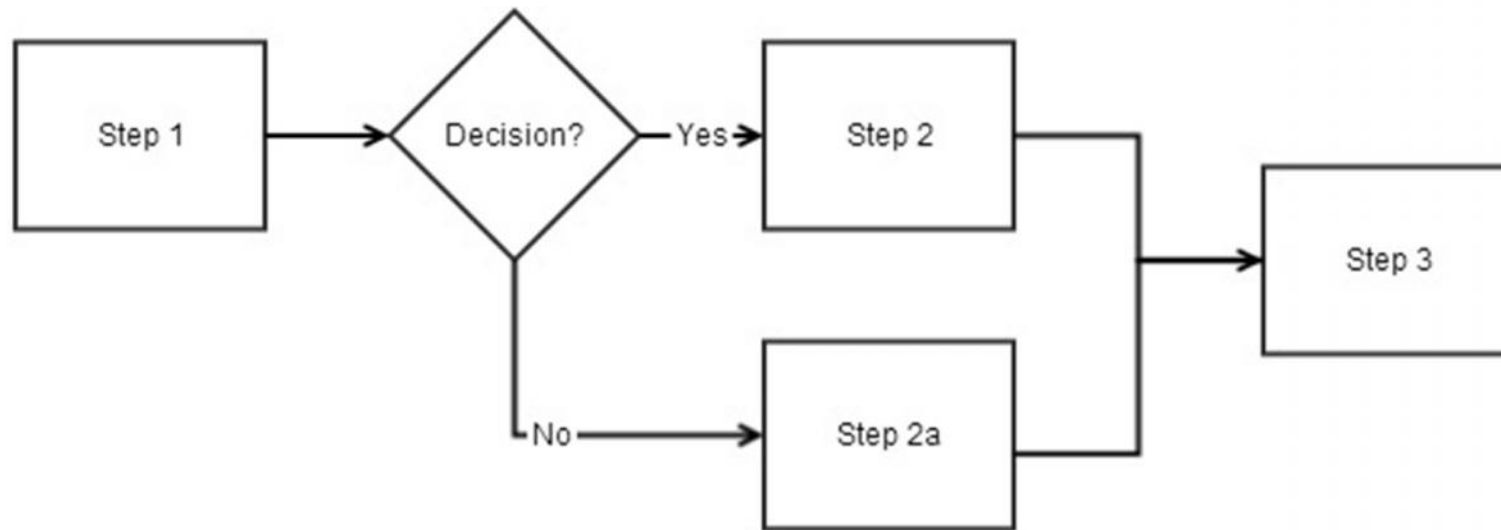 Step 1
Decision?
Yes
Step 2
Step 3
No
Step 2a